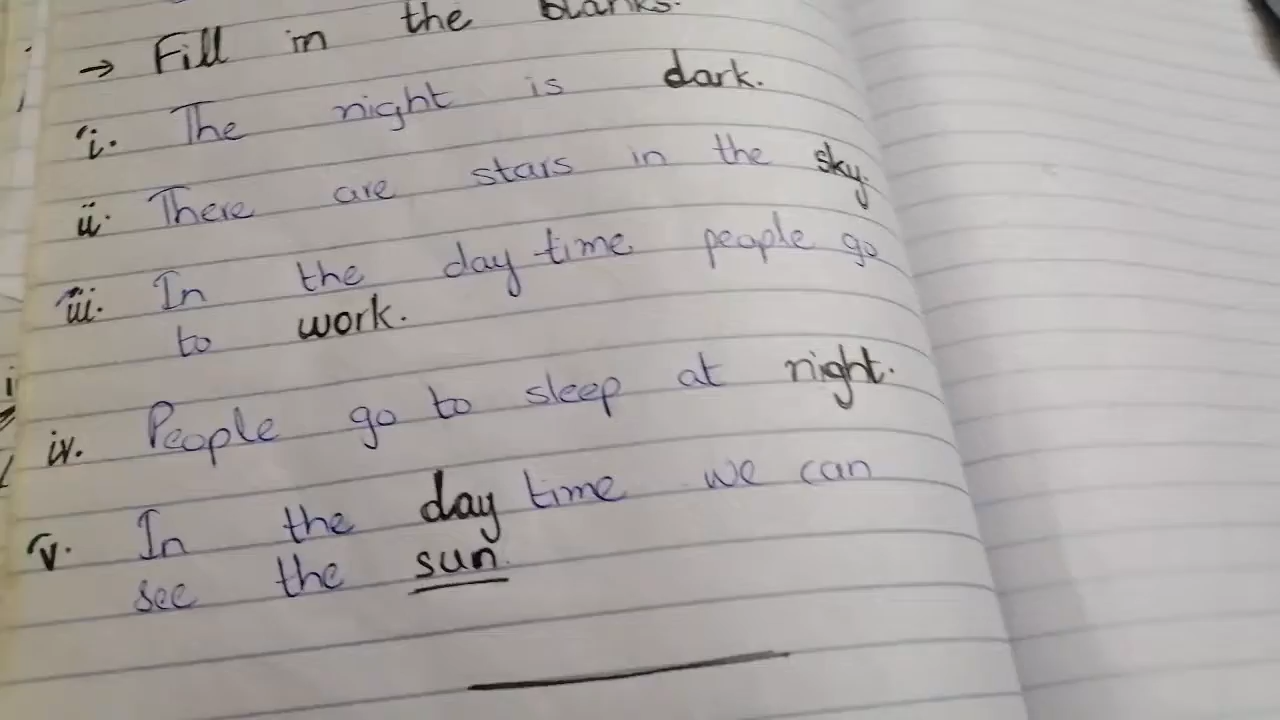 → Fill in the blanks.
i. The night is dark.
ii. There are stars in the sky.
iii. In the day time people go
to work.
iv. People go to sleep at night.
v. In the day time we can
see the sun.